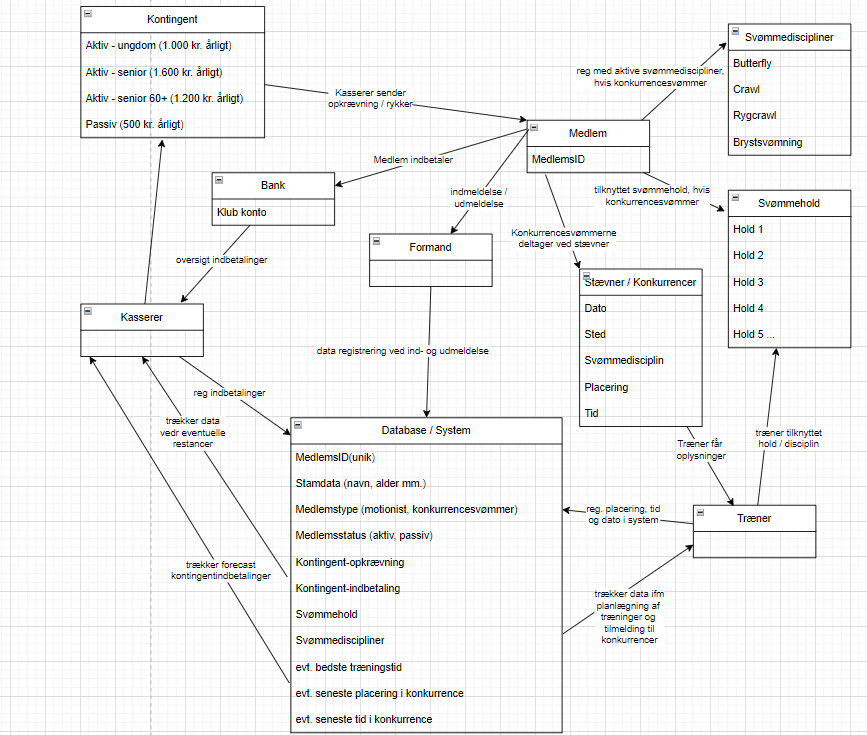 Kontingent
Aktiv - ungdom (1.000 kr. årligt)
Aktiv - senior (1.600 kr. årligt)
Aktiv - senior 60+ (1.200 kr. årligt)
Passiv (500 kr. årligt)
Kasserer sender
opkrævning / rykker
reg med aktive svømmediscipliner,
hvis konkurrencesvømmer
Svømmediscipliner
Butterfly
Crawl
Rygcrawl
Brystsvømning
Medlem
MedlemsID
Medlem indbetaler
Bank
Klub konto
indmeldelse /
udmeldelse
tilknyttet svømmehold, hvis
konkurrencesvømmer
Svømmehold
Hold 1
Hold 2
Hold 3
Hold 4
Hold 5 ...
Konkurrencesvømmerne
deltager ved stævner
Formand
oversigt indbetalinger
Stævner / Konkurrencer
Dato
Sted
Svømmedisciplin
Placering
Tid
Kasserer
data registrering ved ind- og udmeldelse
reg indbetalinger
trækker data
vedr eventuelle
restancer
Træner får
oplysninger
træner tilknyttet
hold / disciplin
Database / System
MedlemsID(unik)
Stamdata (navn, alder mm.)
Medlemstype (motionist, konkurrencesvømmer)
Medlemsstatus (aktiv, passiv)
Kontingent-opkrævning
Kontingent-indbetaling
Svømmehold
Svømmediscipliner
evt. bedste træningstid
evt. seneste placering i konkurrence
evt. seneste tid i konkurrence
reg. placering, tid
og dato i system
Træner
trækker forecast
kontingentindbetalinger
trækker data ifm
planlægning af
træninger og
tilmelding til
konkurrencer